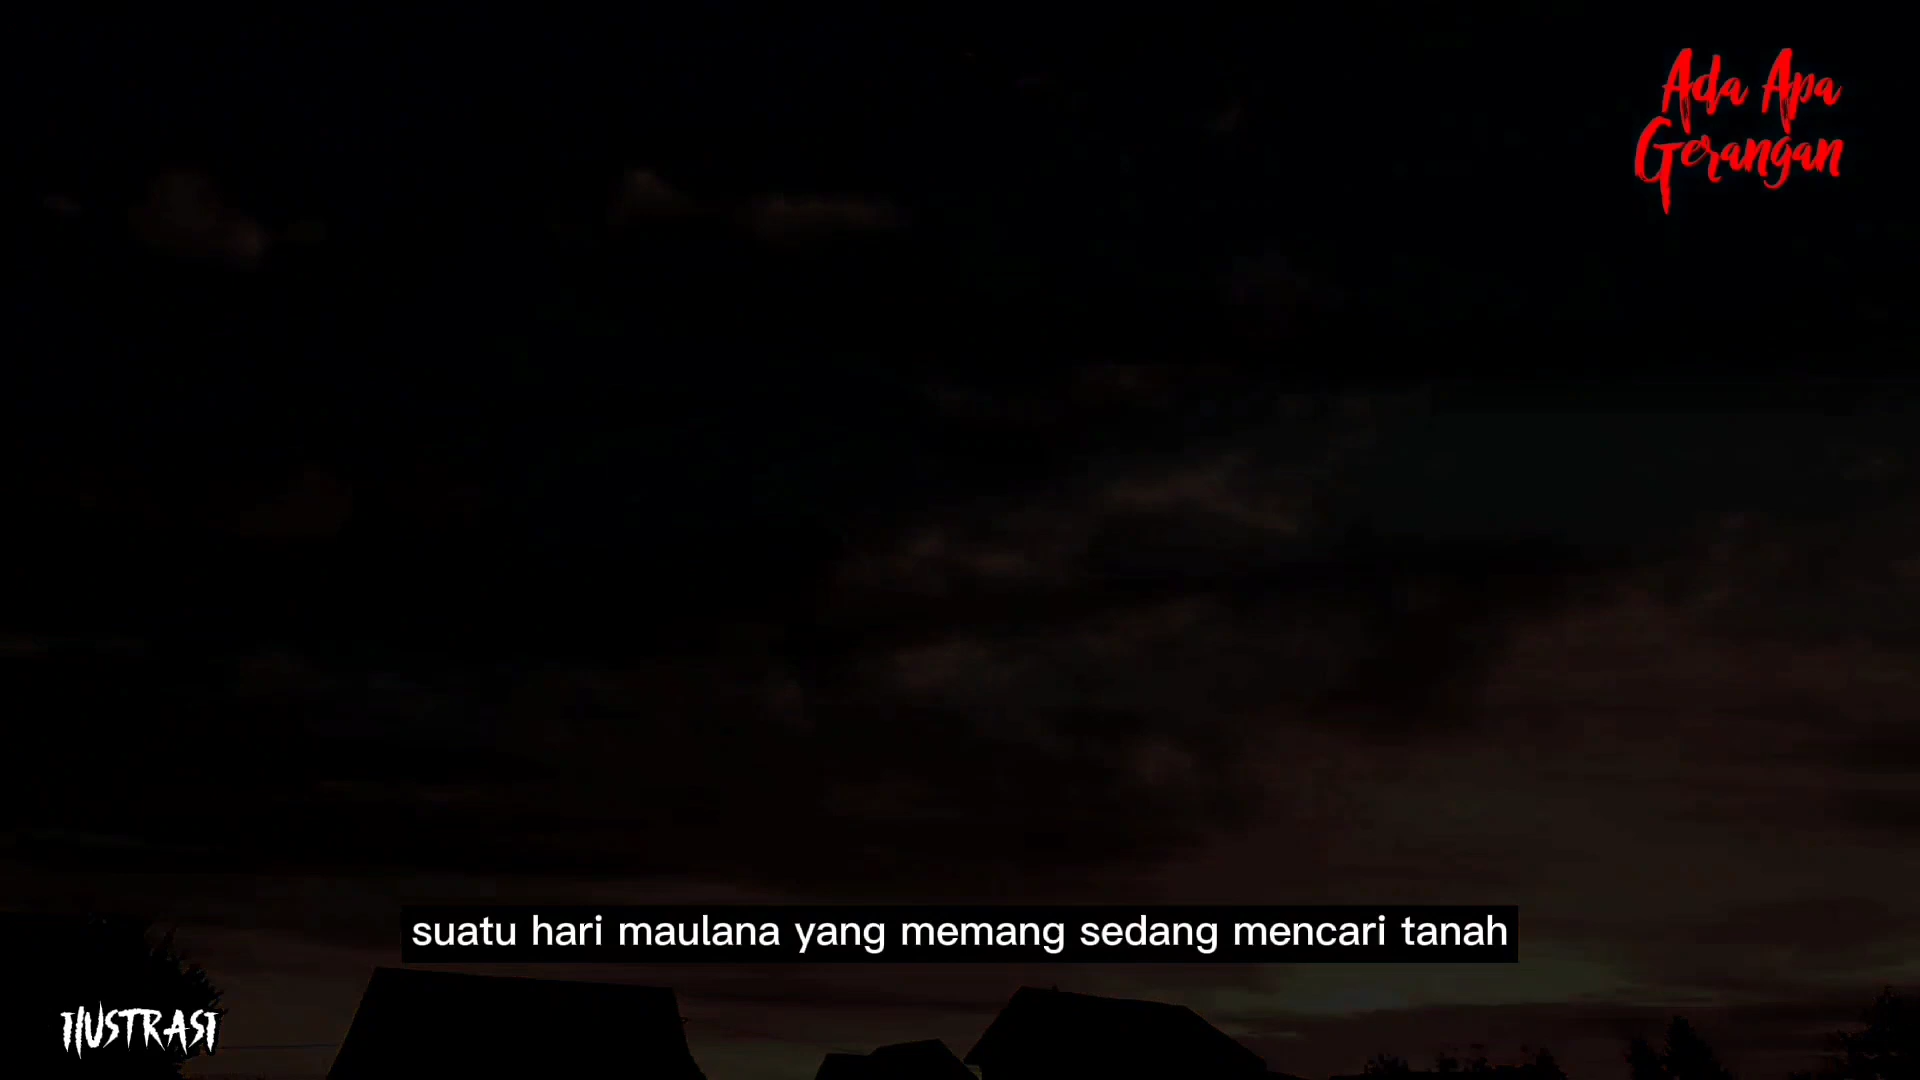 Ada Apa
Gerangan
suatu hari maulana yang memang sedang mencari tanah
ILUSTRASI